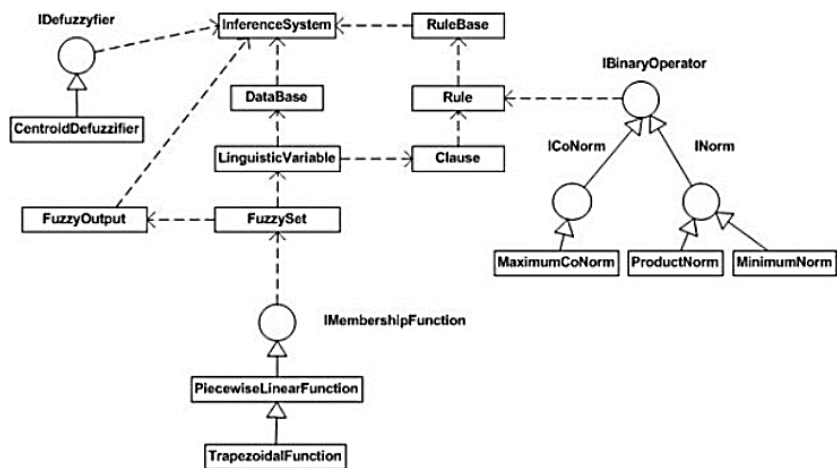 IDefuzzyfier
InferenceSystem
RuleBase
IBinaryOperator
DataBase
Rule
CentroidDefuzzifier
LinguisticVariable
Clause
ICoNorm
INorm
FuzzyOutput
FuzzySet
MaximumCoNorm
ProductNorm
MinimumNorm
IMembershipFunction
PiecewiseLinearFunction
TrapezoidalFunction